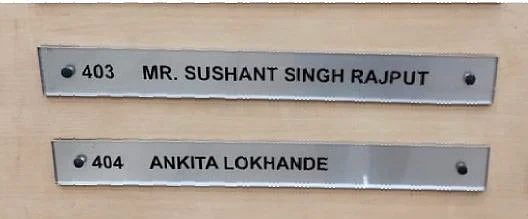 403 MR. SUSHANT SINGH RAJPUT
404 ANKITA LOKHANDE